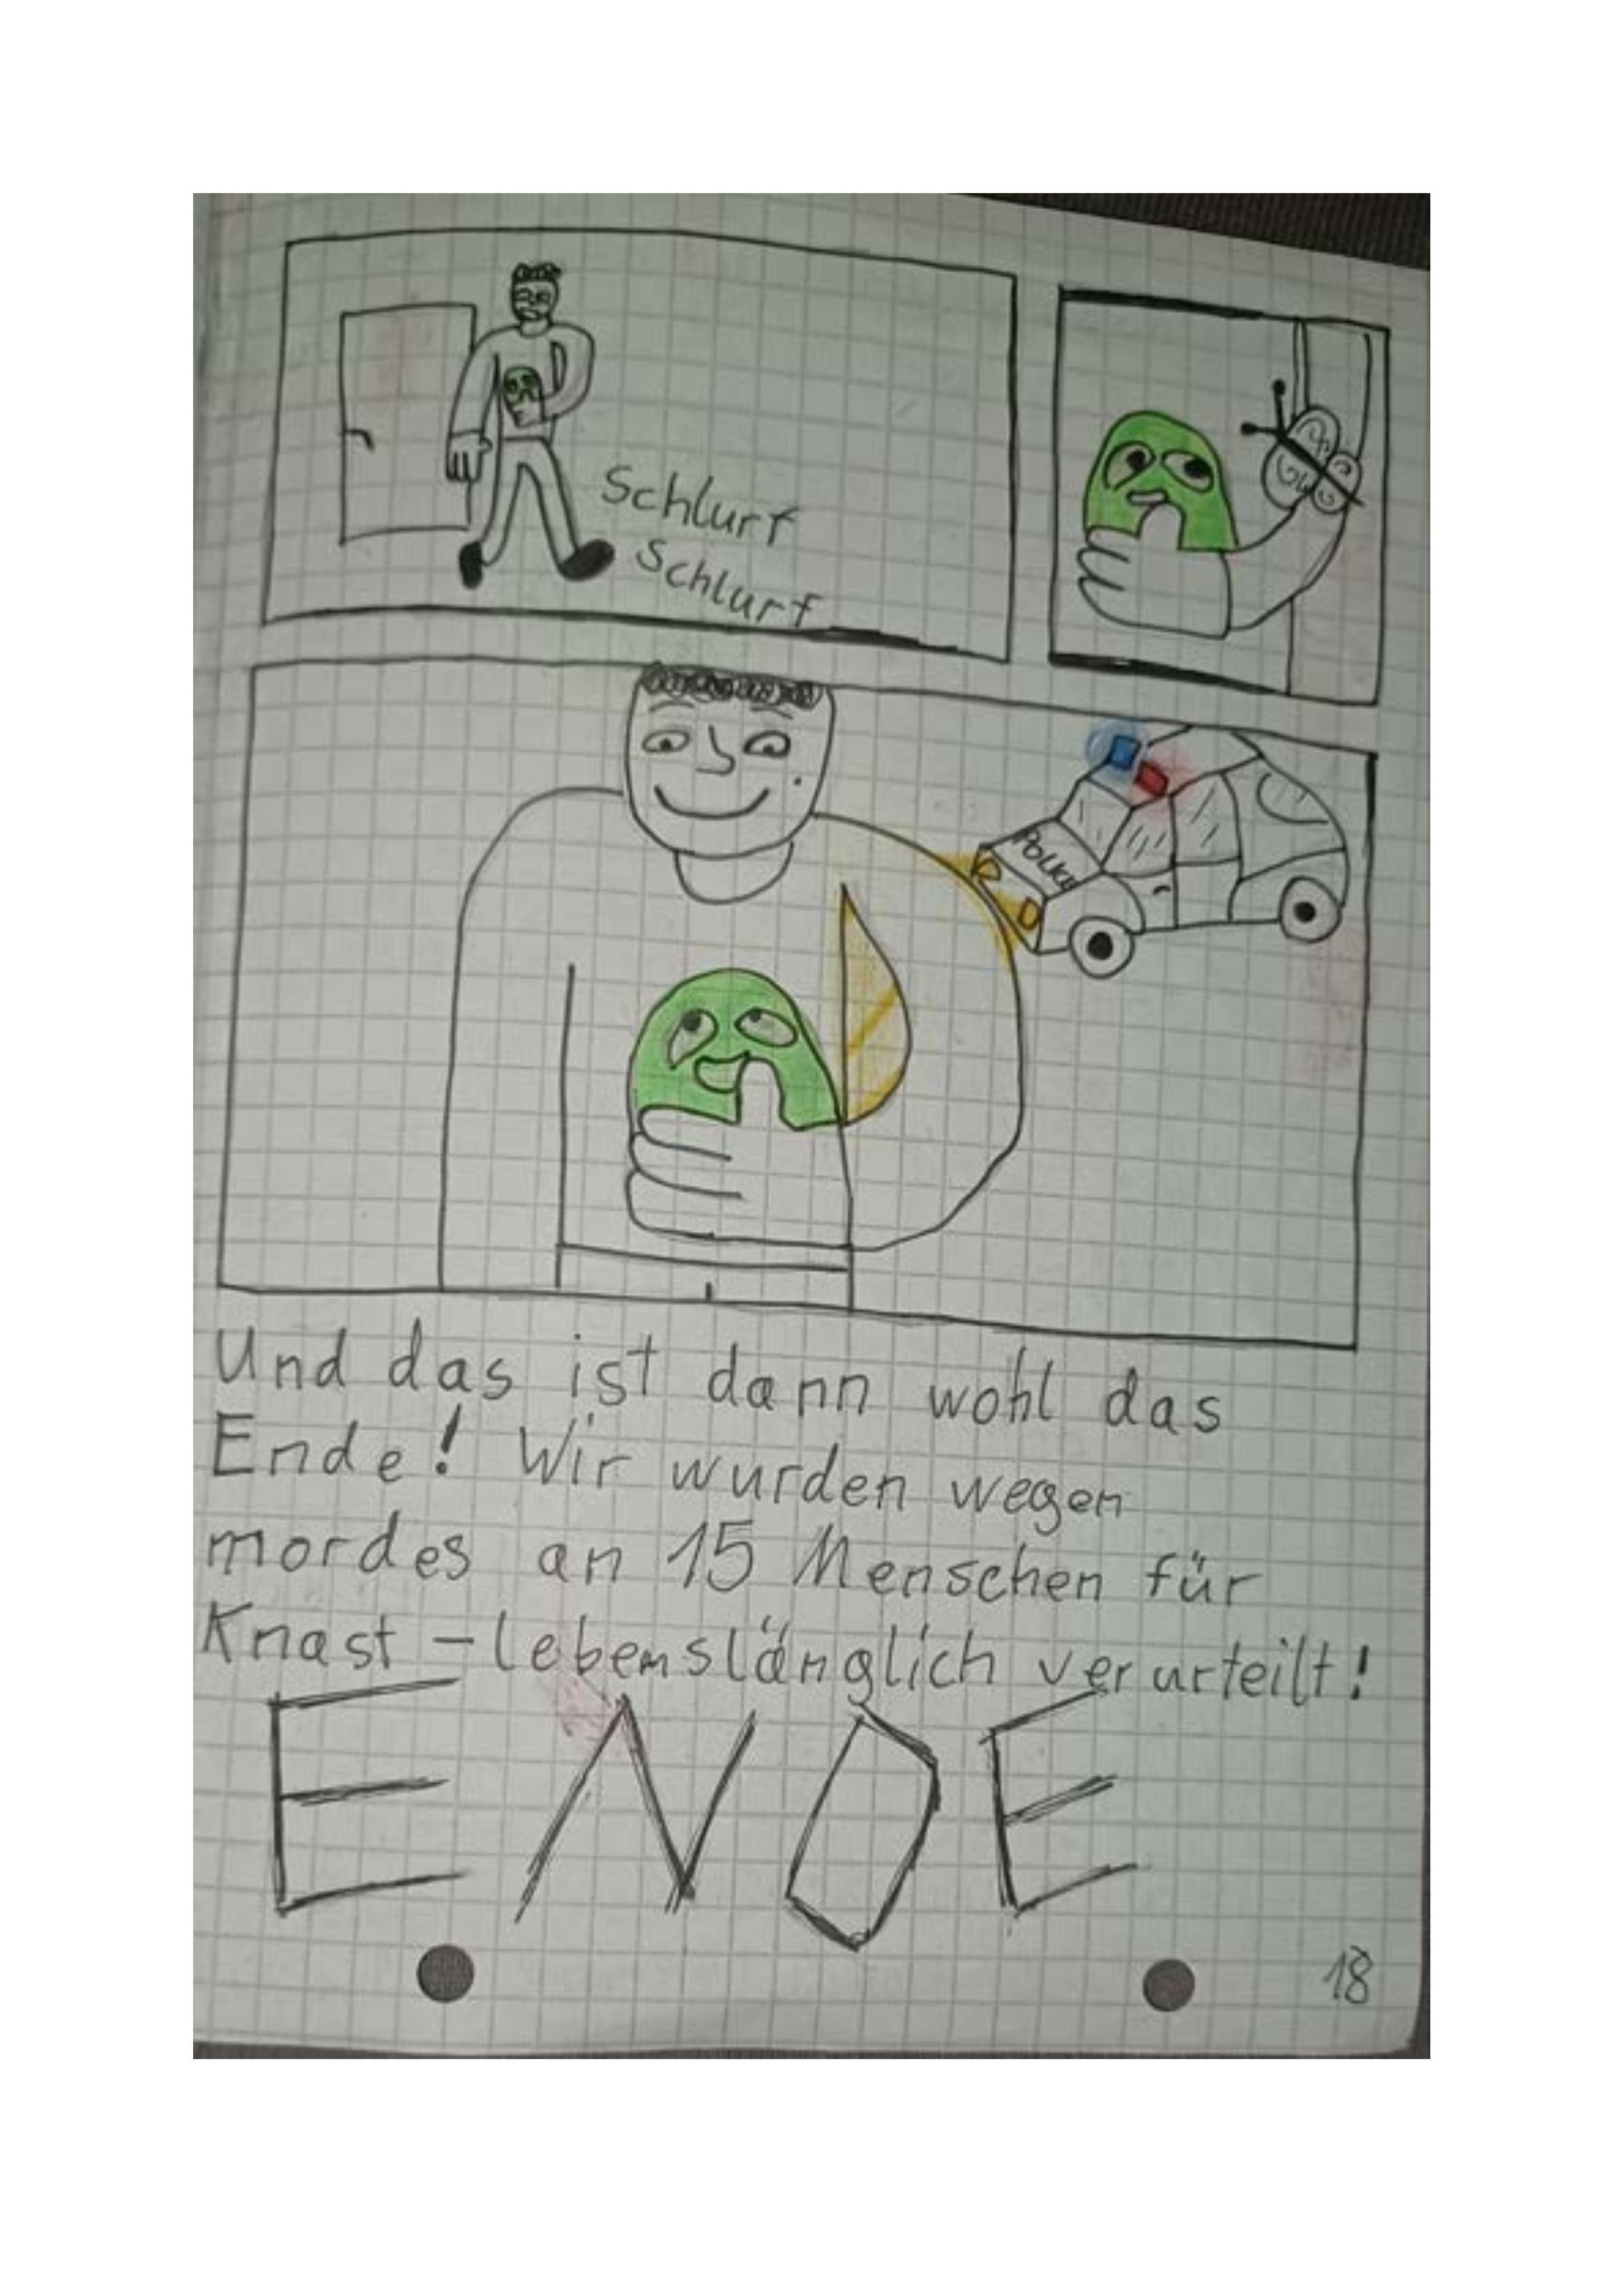 Schlurf
Schlurf
POLIZEI
Und das ist dann wohl das
Ende! Wir wurden wegen
mordes an 15 Menschen für
Knast - lebenslänglich verurteilt!
ENDE
18